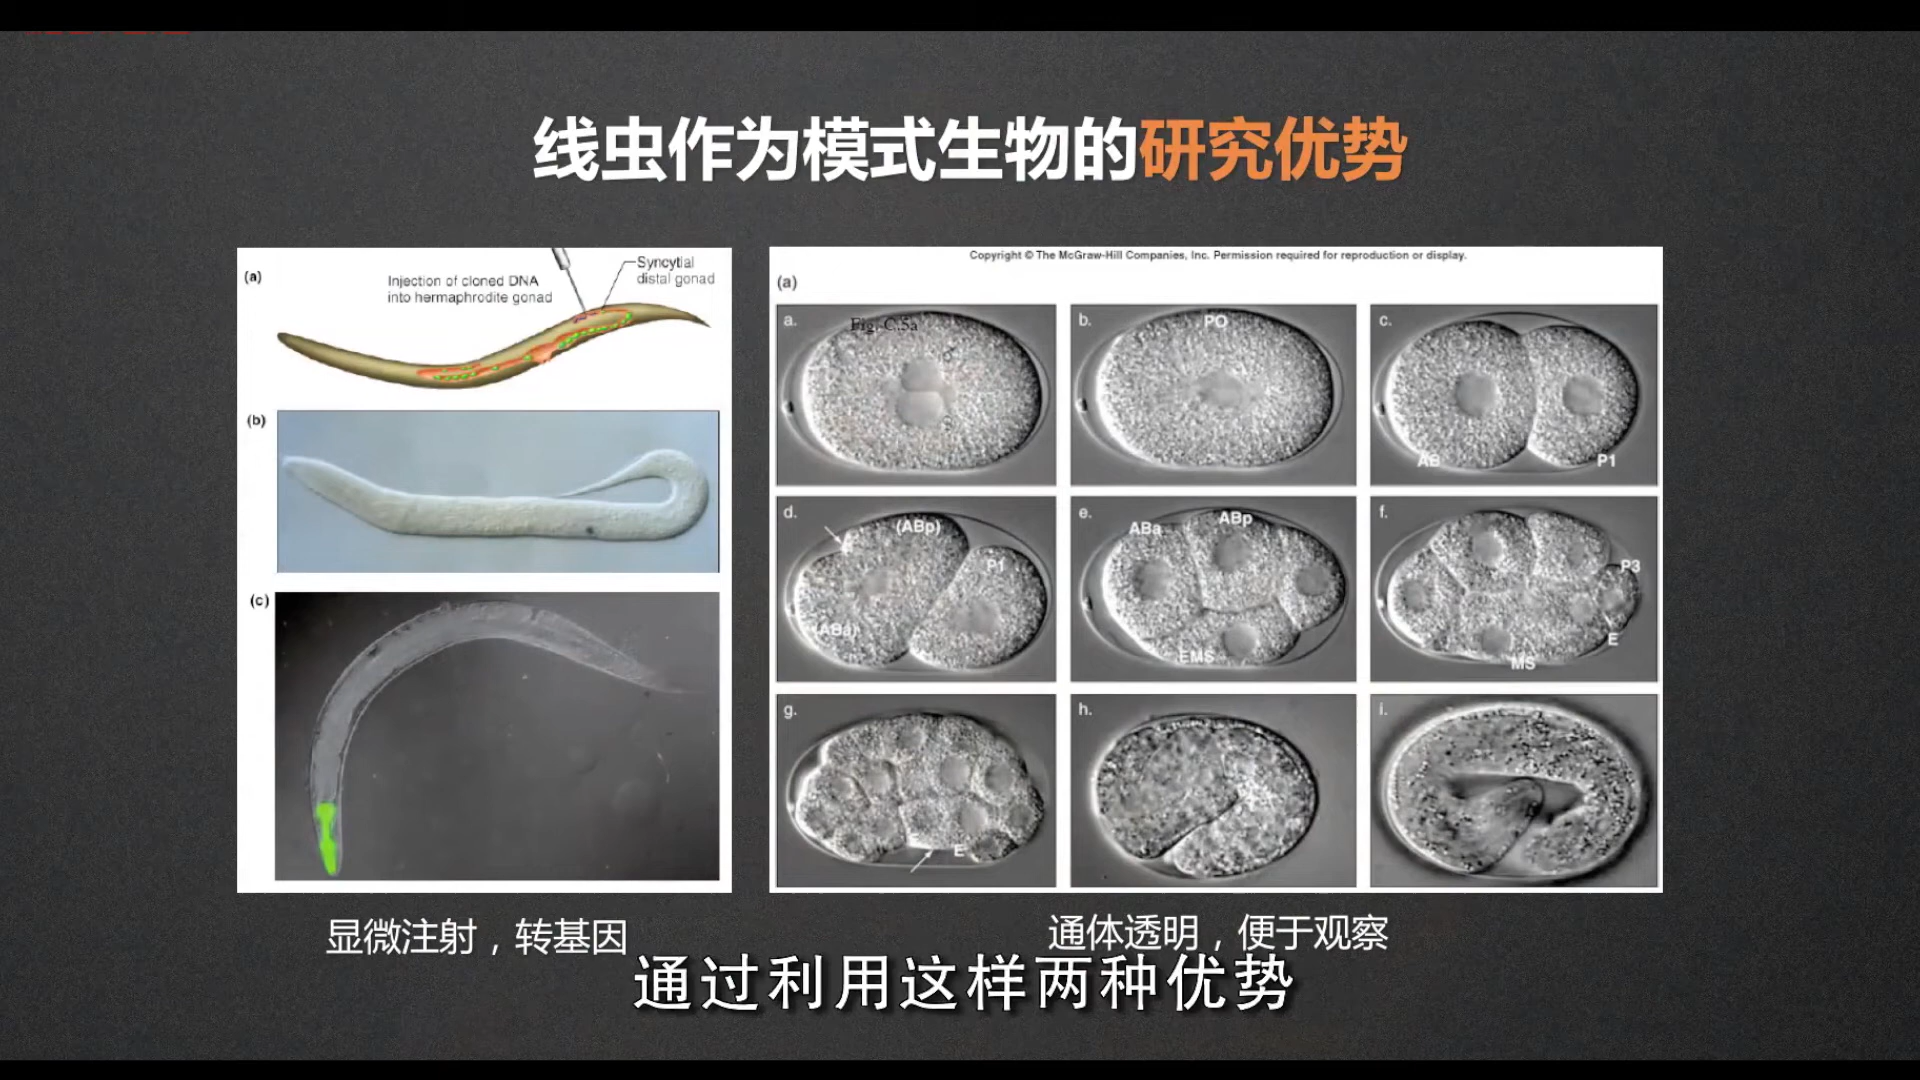 线虫作为模式生物的研究优势
(a)
Injection of cloned DNA
into hermaphrodite gonad
Syncytial
distal gonad
(b)
(c)
显微注射，转基因
Copyright © The McGraw-Hill Companies, Inc. Permission required for reproduction or display.
(a)
a.
Fig. C.5a
b.
PO
c.
AB
P1
d.
(ABp)
P1
(ABa)
e.
ABa
ABp
EMS
f.
P3
E
MS
g.
E
h.
i.
通体透明，便于观察
通过利用这样两种优势